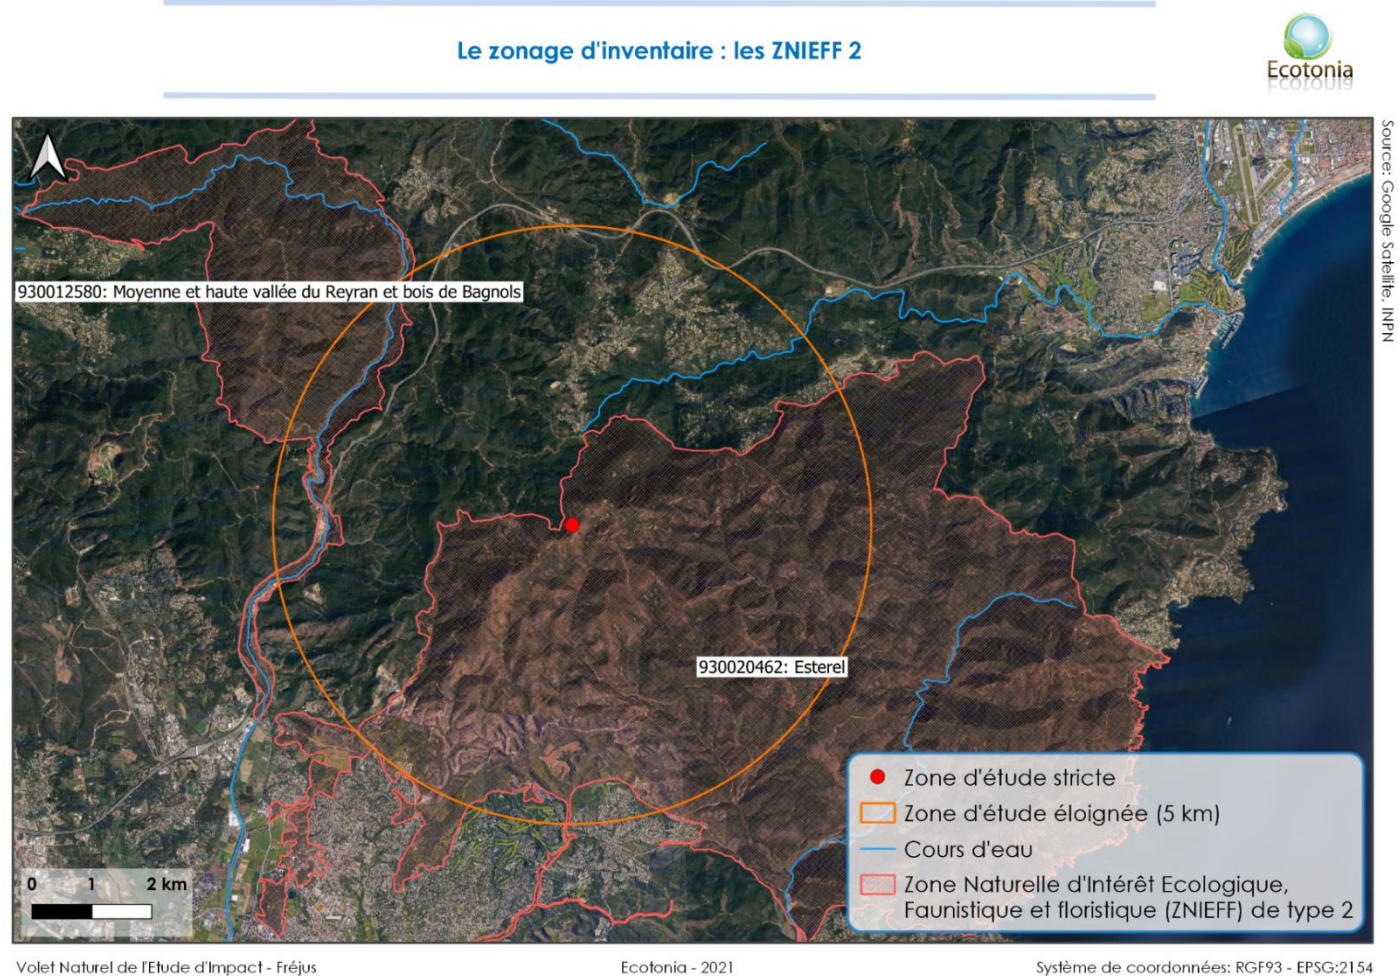 Le zonage d'inventaire : les ZNIEFF 2
Ecotonia
Source: Google Satellite, INPN
930012580: Moyenne et haute vallée du Reyran et bois de Bagnols
930020462: Esterel
Zone d'étude stricte
Zone d'étude éloignée (5 km)
Cours d'eau
Zone Naturelle d'Intérêt Ecologique,
Faunistique et floristique (ZNIEFF) de type 2
0 1 2 km
Volet Naturel de l'Etude d'Impact - Fréjus
Ecotonia - 2021
Système de coordonnées: RGF93 - EPSG:2154